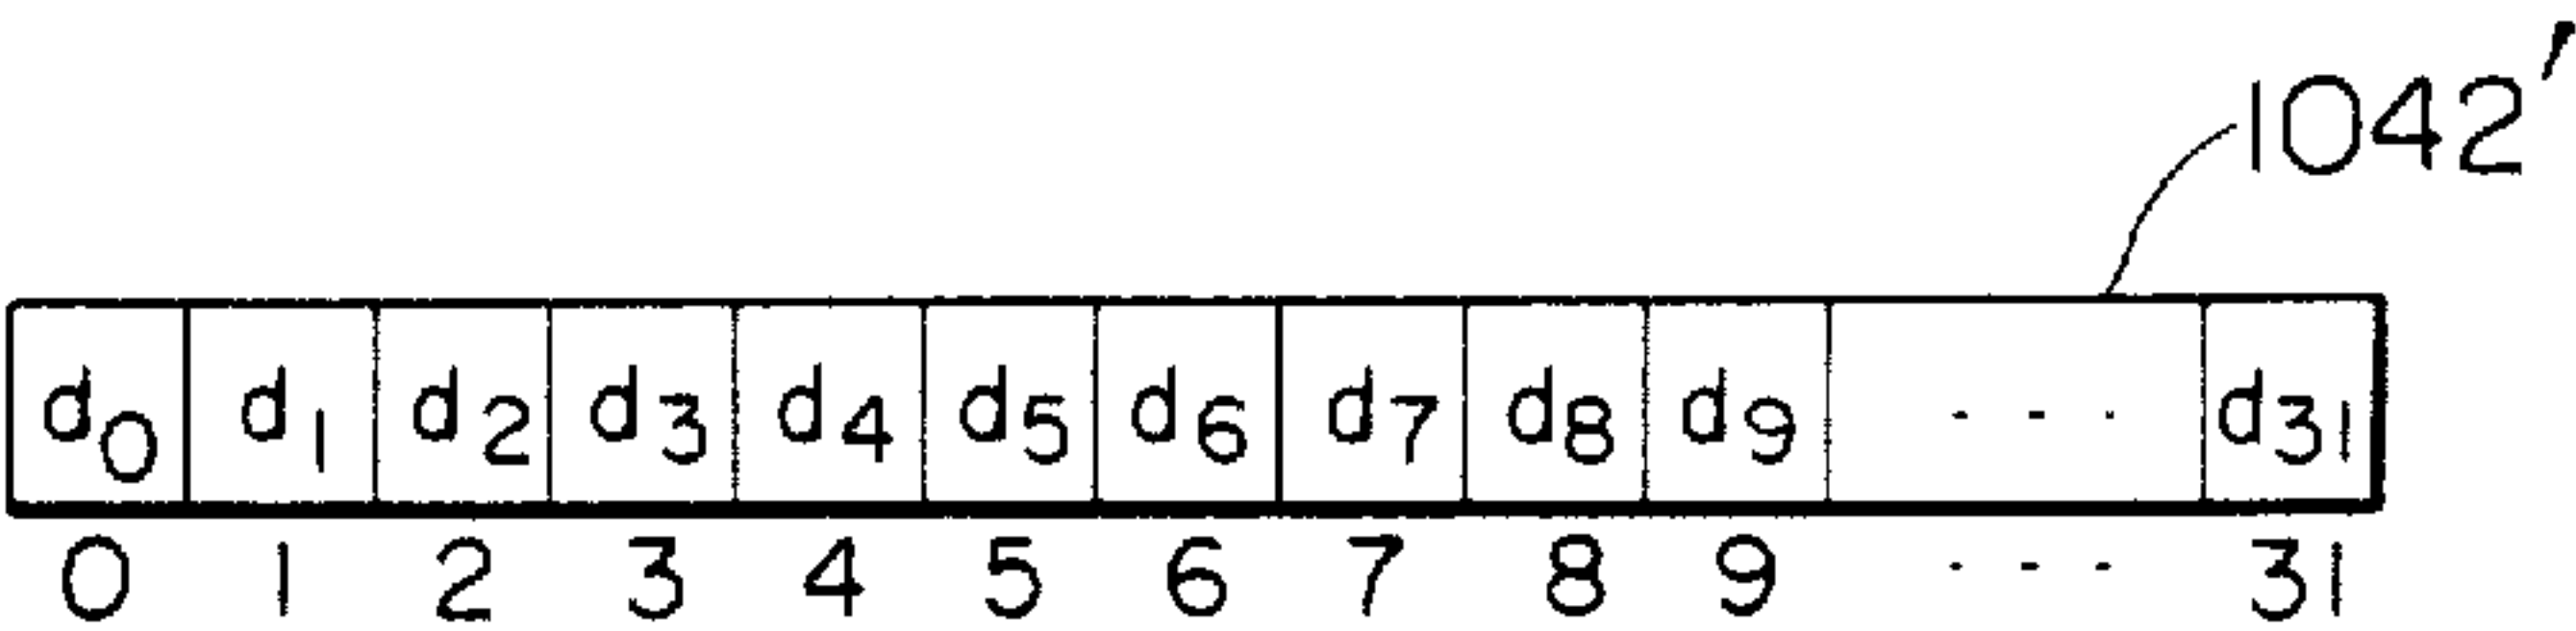 1042'
d0 d1 d2 d3 d4 d5 d6 d7 d8 d9 - - - d31
0 1 2 3 4 5 6 7 8 9 - - - 31